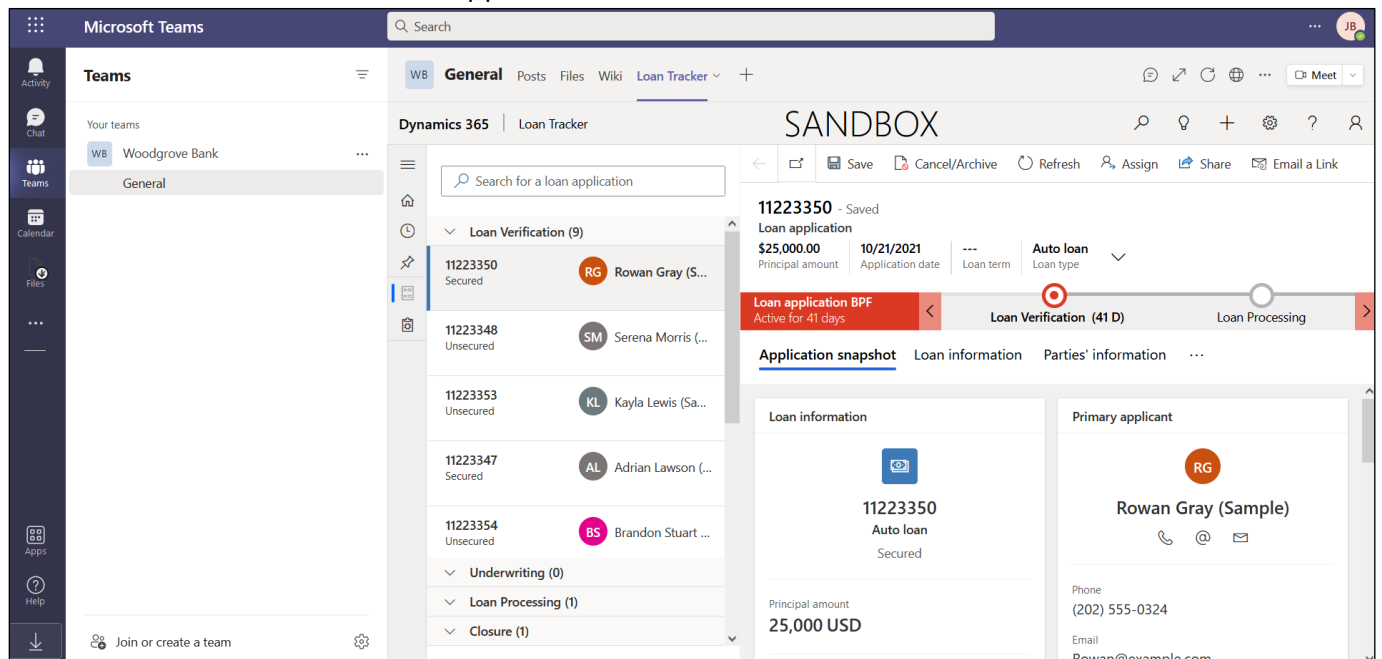 Microsoft Teams
Search
JB
Activity
Chat
Teams
Calendar
Files
Apps
Help
Teams
Your teams
WB Woodgrove Bank
General
Join or create a team
WB General Posts Files Wiki Loan Tracker
Meet
Dynamics 365 Loan Tracker
SANDBOX
Search for a loan application
Loan Verification (9)
11223350
Secured
RG Rowan Gray (S...
11223348
Unsecured
SM Serena Morris (...
11223353
Unsecured
KL Kayla Lewis (Sa...
11223347
Secured
AL Adrian Lawson (...
11223354
Unsecured
BS Brandon Stuart ...
Underwriting (0)
Loan Processing (1)
Closure (1)
Save Cancel/Archive Refresh Assign Share Email a Link
11223350 - Saved
Loan application
$25,000.00 10/21/2021 --- Auto loan
Principal amount Application date Loan term Loan type
Loan application BPF
Active for 41 days
Loan Verification (41 D)
Loan Processing
Application snapshot Loan information Parties' information ...
Loan information
11223350
Auto loan
Secured
Principal amount
25,000 USD
Primary applicant
RG
Rowan Gray (Sample)
Phone
(202) 555-0324
Email
Rowan@example.com